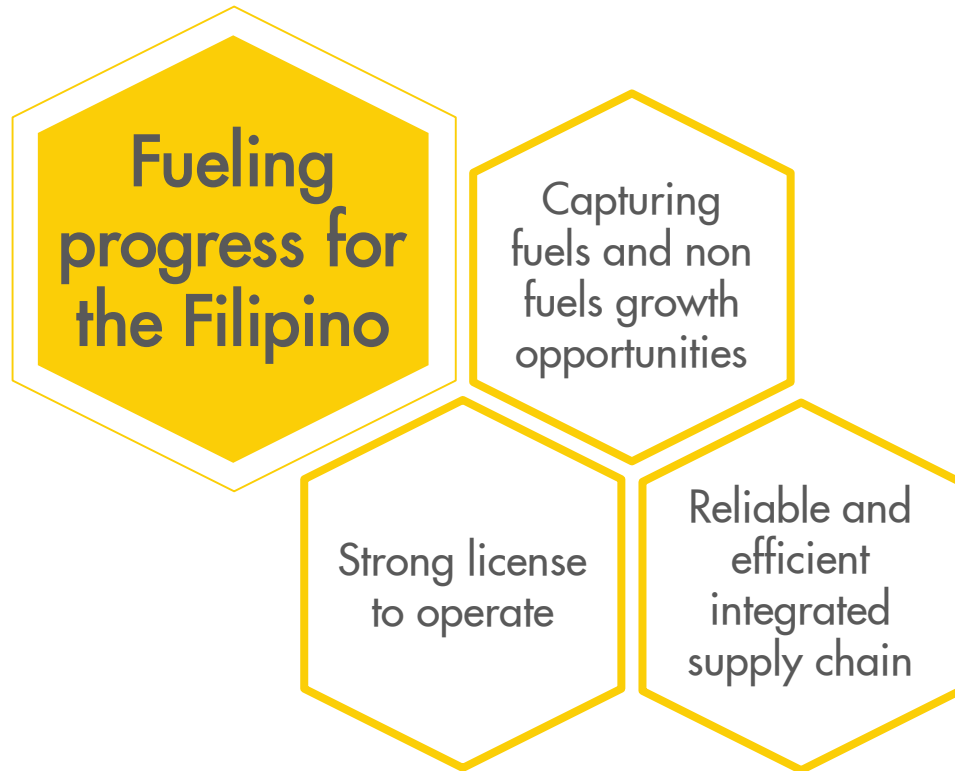 Fueling
progress for
the Filipino
Capturing
fuels and non
fuels growth
opportunities
Strong license
to operate
Reliable and
efficient
integrated
supply chain